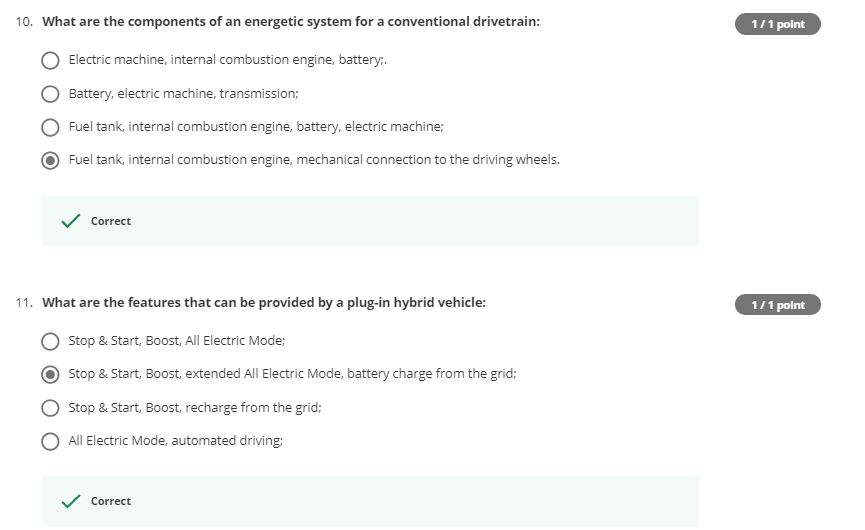 10. What are the components of an energetic system for a conventional drivetrain:
1 / 1 point
Electric machine, internal combustion engine, battery;.
Battery, electric machine, transmission;
Fuel tank, internal combustion engine, battery, electric machine;
Fuel tank, internal combustion engine, mechanical connection to the driving wheels.
Correct
11. What are the features that can be provided by a plug-in hybrid vehicle:
1 / 1 point
Stop & Start, Boost, All Electric Mode;
Stop & Start, Boost, extended All Electric Mode, battery charge from the grid;
Stop & Start, Boost, recharge from the grid;
All Electric Mode, automated driving;
Correct